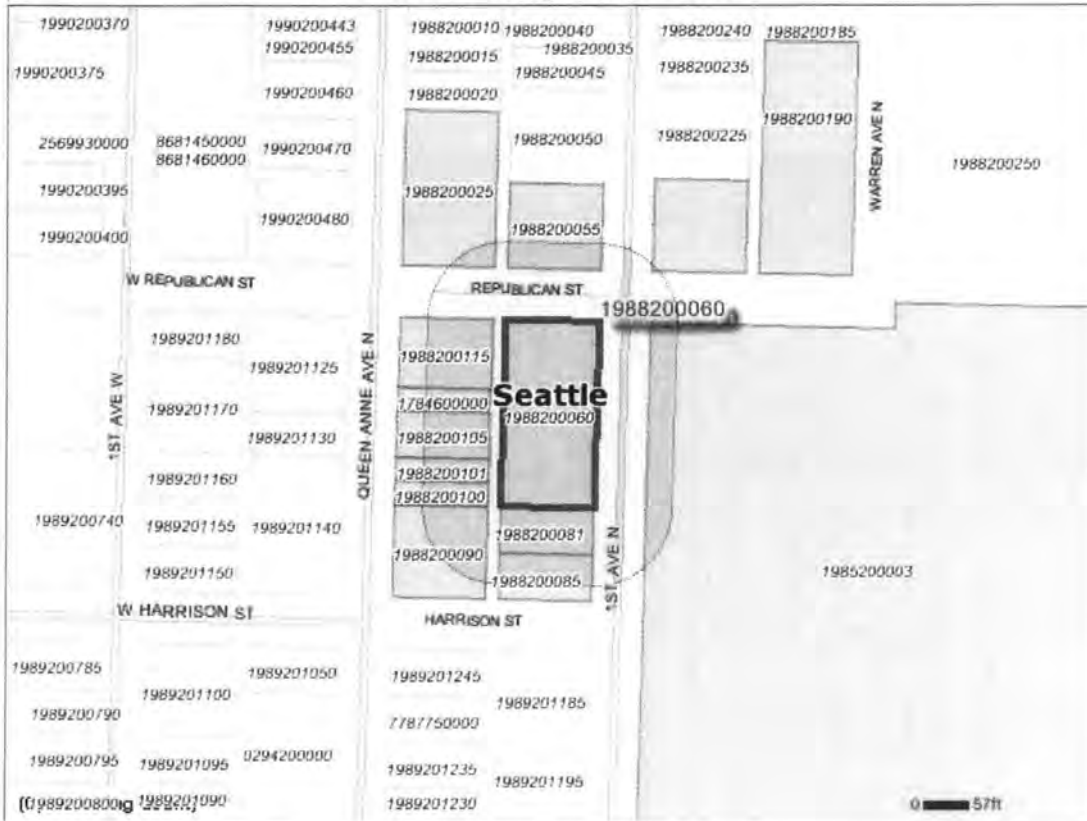 1990200370 1990200443 1988200010 1988200040 1988200240 1988200185
1990200455 1988200015 1988200035
1990200375 1988200045 1988200235
1990200460 1988200020
2569930000 8681450000 1990200470 1988200050 1988200225 1988200190
8681460000
1990200395 1988200025 WARREN AVE N 1988200250
1990200400 1990200480 1988200055
W REPUBLICAN ST REPUBLICAN ST
1988200060
1989201180 1988200115
1989201125
1ST AVE W QUEEN ANNE AVE N 1784600000 Seattle
1989201170 1988200060
1989201130 1988200105
1989201160 1988200101
1988200100
1989200740 1989201155 1989201140 1988200081
1988200090 1ST AVE N
1989201150 1988200085 1985200003
W HARRISON ST HARRISON ST
1989200785 1989201050 1989201245
1989201100 1989201185
1989200790 7787750000
1989200795 1989201095 0294200000 1989201235 1989201195
1989200800 1989201090 1989201230 0 57ft